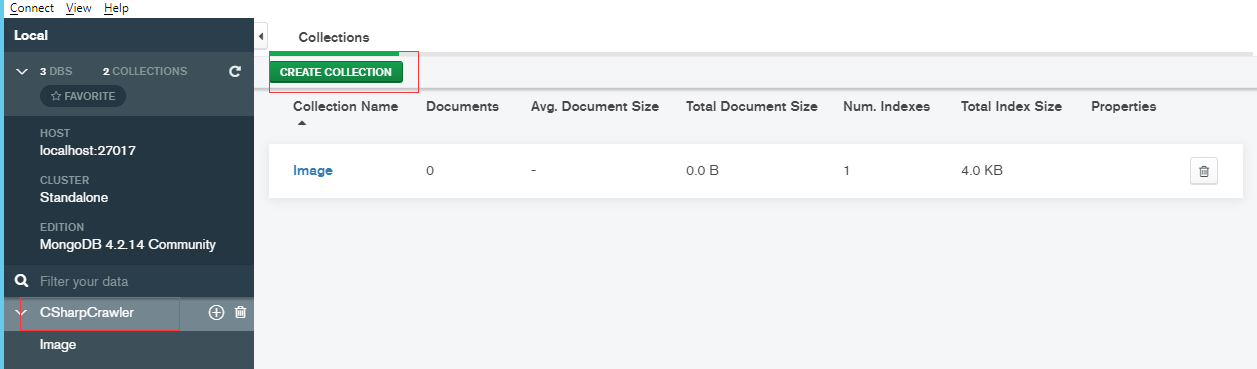 Connect View Help
Local
3 DBS 2 COLLECTIONS
FAVORITE
HOST
localhost:27017
CLUSTER
Standalone
EDITION
MongoDB 4.2.14 Community
Filter your data
CSharpCrawler
Image
Collections
CREATE COLLECTION
Collection Name Documents Avg. Document Size Total Document Size Num. Indexes Total Index Size Properties
Image 0 - 0.0 B 1 4.0 KB